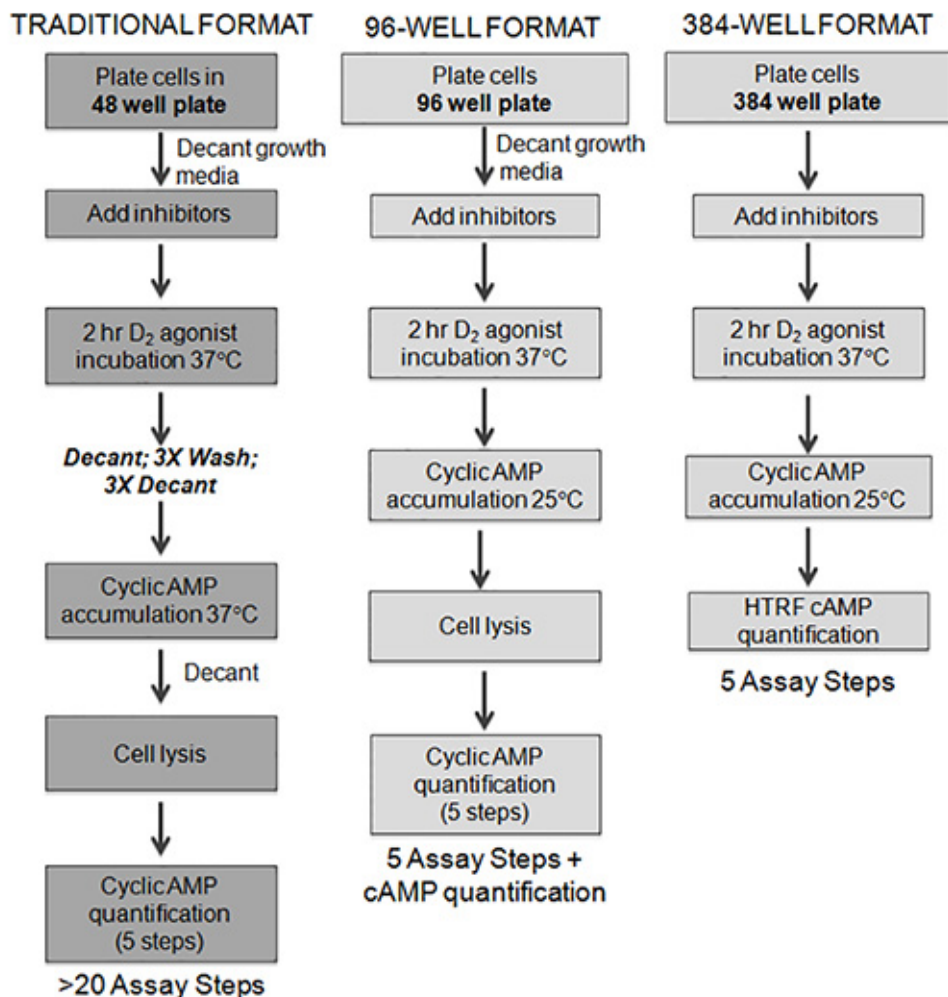 TRADITIONAL FORMAT
Plate cells in
48 well plate
Decant growth
media
Add inhibitors
2 hr D₂ agonist
incubation 37°C
Decant; 3X Wash;
3X Decant
Cyclic AMP
accumulation 37°C
Decant
Cell lysis
Cyclic AMP
quantification
(5 steps)
>20 Assay Steps
96-WELL FORMAT
Plate cells
96 well plate
Decant growth
media
Add inhibitors
2 hr D₂ agonist
incubation 37°C
Cyclic AMP
accumulation 25°C
Cell lysis
Cyclic AMP
quantification
(5 steps)
5 Assay Steps +
cAMP quantification
384-WELL FORMAT
Plate cells
384 well plate
Add inhibitors
2 hr D₂ agonist
incubation 37°C
Cyclic AMP
accumulation 25°C
HTRF cAMP
quantification
5 Assay Steps